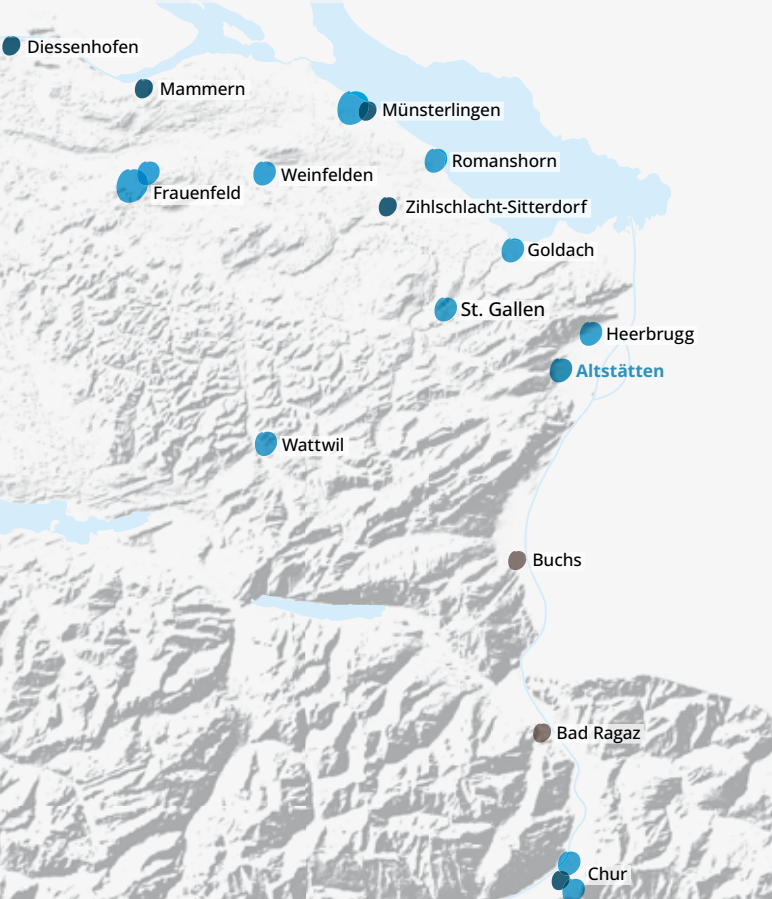 Diessenhofen
Mammern
Münsterlingen
Romanshorn
Weinfelden
Frauenfeld
Zihlschlacht-Sitterdorf
Goldach
St. Gallen
Heerbrugg
Altstätten
Wattwil
Buchs
Bad Ragaz
Chur